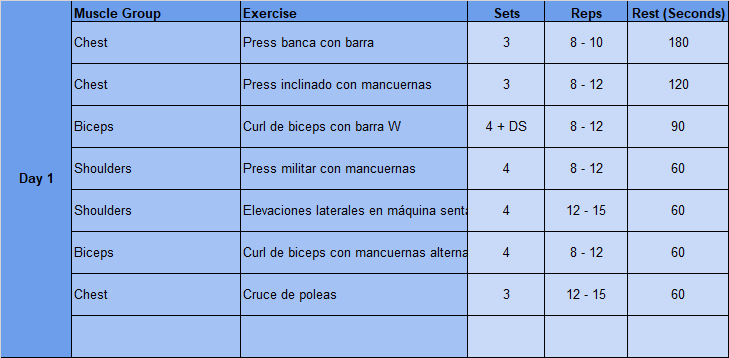 Muscle Group Exercise Sets Reps Rest (Seconds)
Chest Press banca con barra 3 8 - 10 180
Chest Press inclinado con mancuernas 3 8 - 12 120
Biceps Curl de biceps con barra W 4 + DS 8 - 12 90
Day 1 Shoulders Press militar con mancuernas 4 8 - 12 60
Shoulders Elevaciones laterales en máquina senta 4 12 - 15 60
Biceps Curl de biceps con mancuernas alterna 4 8 - 12 60
Chest Cruce de poleas 3 12 - 15 60